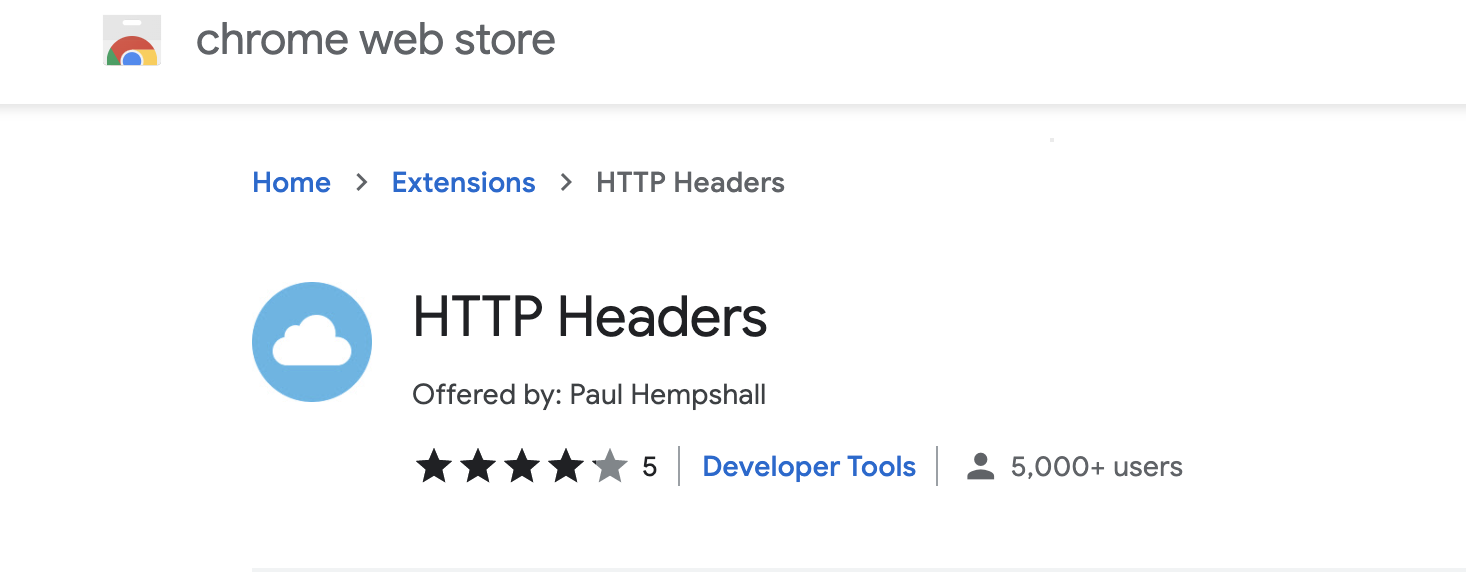 chrome web store
Home > Extensions > HTTP Headers
HTTP Headers
Offered by: Paul Hempshall
5 | Developer Tools | 5,000+ users